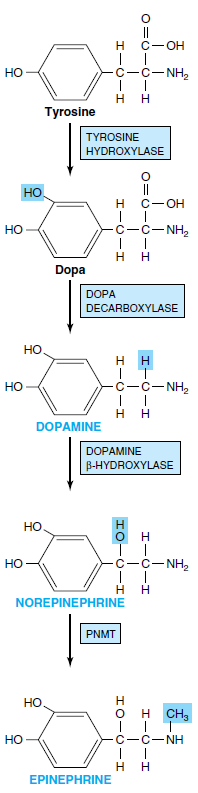 O
H C–OH
HO C–C–NH₂
H H
Tyrosine
TYROSINE
HYDROXYLASE
O
HO H C–OH
HO C–C–NH₂
H H
Dopa
DOPA
DECARBOXYLASE
HO H H
HO C–C–NH₂
H H
DOPAMINE
DOPAMINE
β-HYDROXYLASE
H
HO O H
HO C–C–NH₂
H H
NOREPINEPHRINE
PNMT
H
HO O H CH₃
HO C–C–NH
H H
EPINEPHRINE